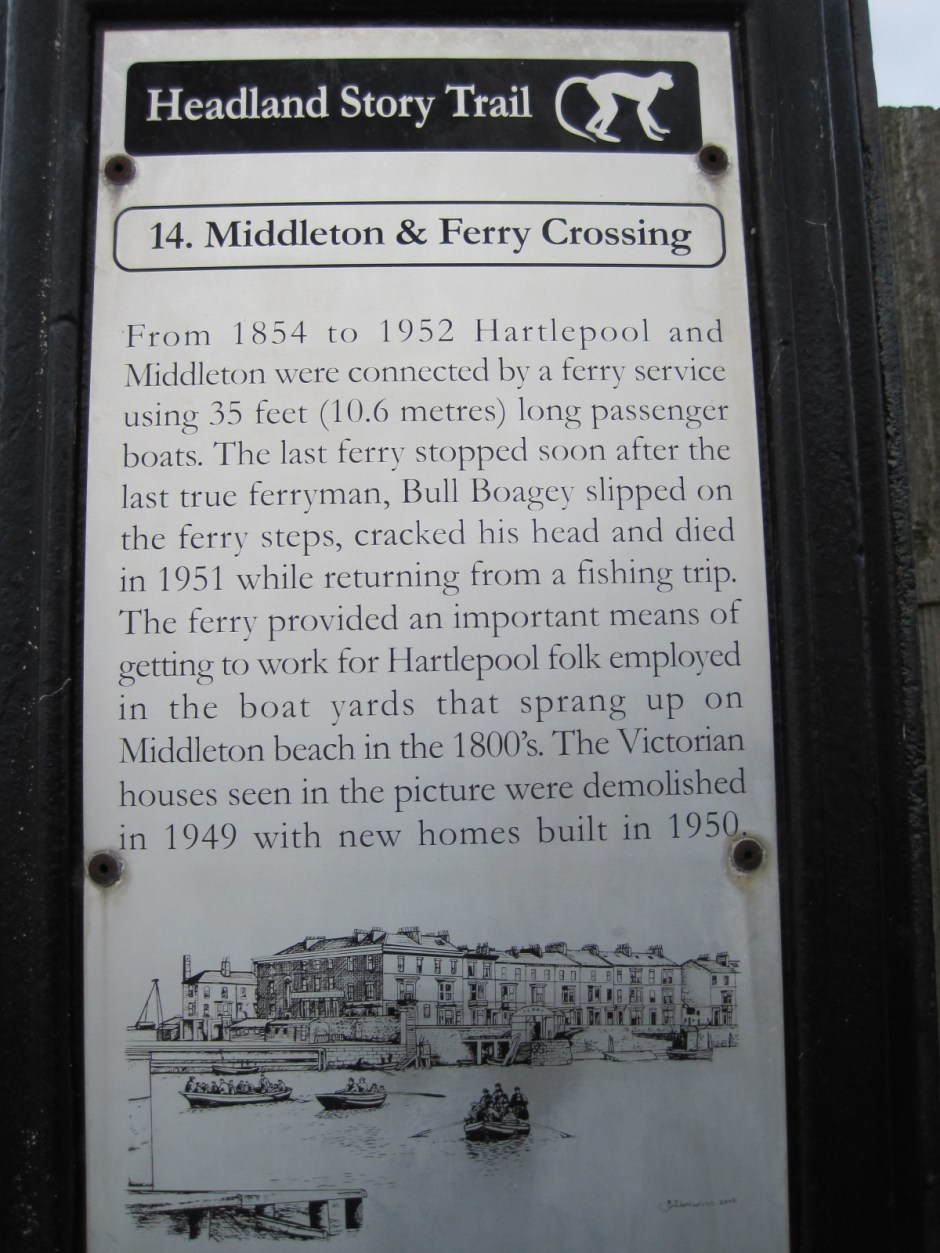 Headland Story Trail
14. Middleton & Ferry Crossing
From 1854 to 1952 Hartlepool and
Middleton were connected by a ferry service
using 35 feet (10.6 metres) long passenger
boats. The last ferry stopped soon after the
last true ferryman, Bull Boagey slipped on
the ferry steps, cracked his head and died
in 1951 while returning from a fishing trip.
The ferry provided an important means of
getting to work for Hartlepool folk employed
in the boat yards that sprang up on
Middleton beach in the 1800's. The Victorian
houses seen in the picture were demolished
in 1949 with new homes built in 1950.